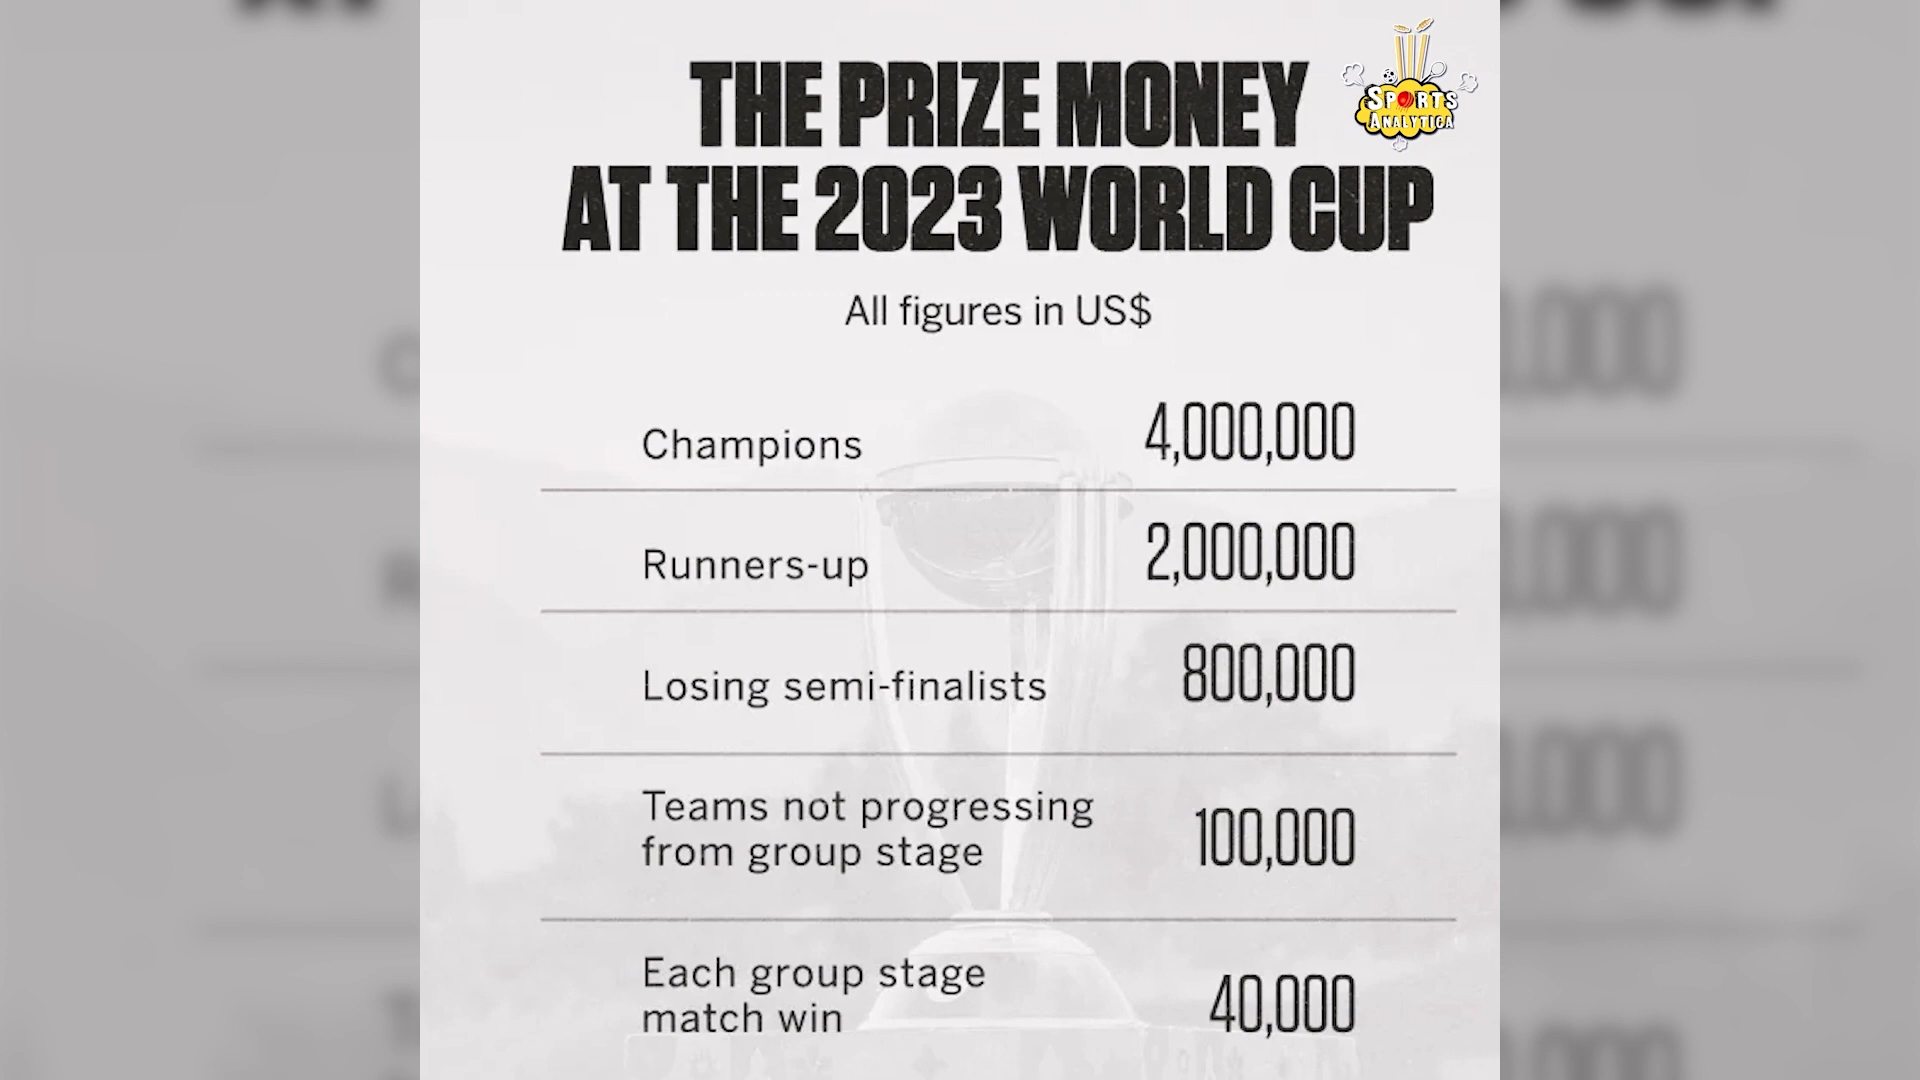 THE PRIZE MONEY
AT THE 2023 WORLD CUP
SPORTS
ANALYTICA
All figures in US$
Champions 4,000,000
Runners-up 2,000,000
Losing semi-finalists 800,000
Teams not progressing
from group stage 100,000
Each group stage
match win 40,000